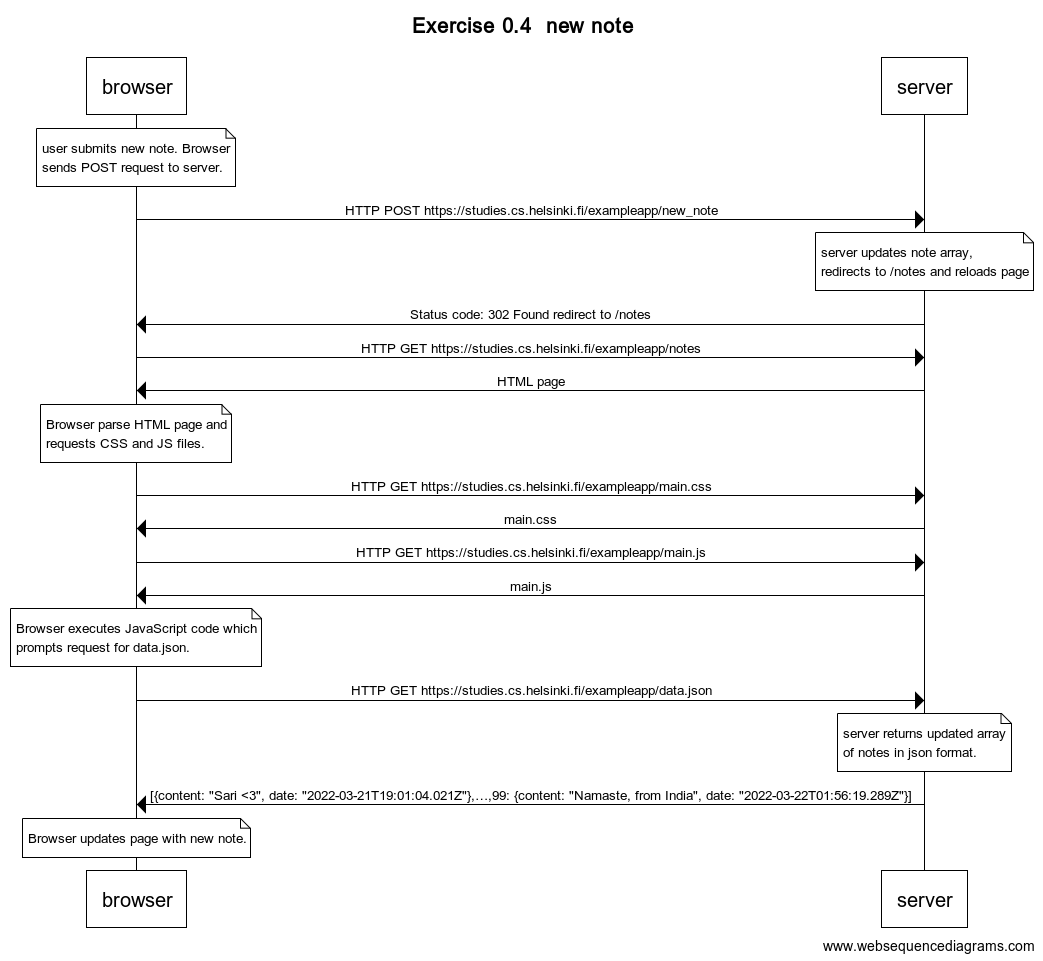 Exercise 0.4  new note
browser
server
user submits new note. Browser
sends POST request to server.
HTTP POST https://studies.cs.helsinki.fi/exampleapp/new_note
server updates note array,
redirects to /notes and reloads page
Status code: 302 Found redirect to /notes
HTTP GET https://studies.cs.helsinki.fi/exampleapp/notes
HTML page
Browser parse HTML page and
requests CSS and JS files.
HTTP GET https://studies.cs.helsinki.fi/exampleapp/main.css
main.css
HTTP GET https://studies.cs.helsinki.fi/exampleapp/main.js
main.js
Browser executes JavaScript code which
prompts request for data.json.
HTTP GET https://studies.cs.helsinki.fi/exampleapp/data.json
server returns updated array
of notes in json format.
[{content: "Sari <3", date: "2022-03-21T19:01:04.021Z"},…,99: {content: "Namaste, from India", date: "2022-03-22T01:56:19.289Z"}]
Browser updates page with new note.
browser
server
www.websequencediagrams.com